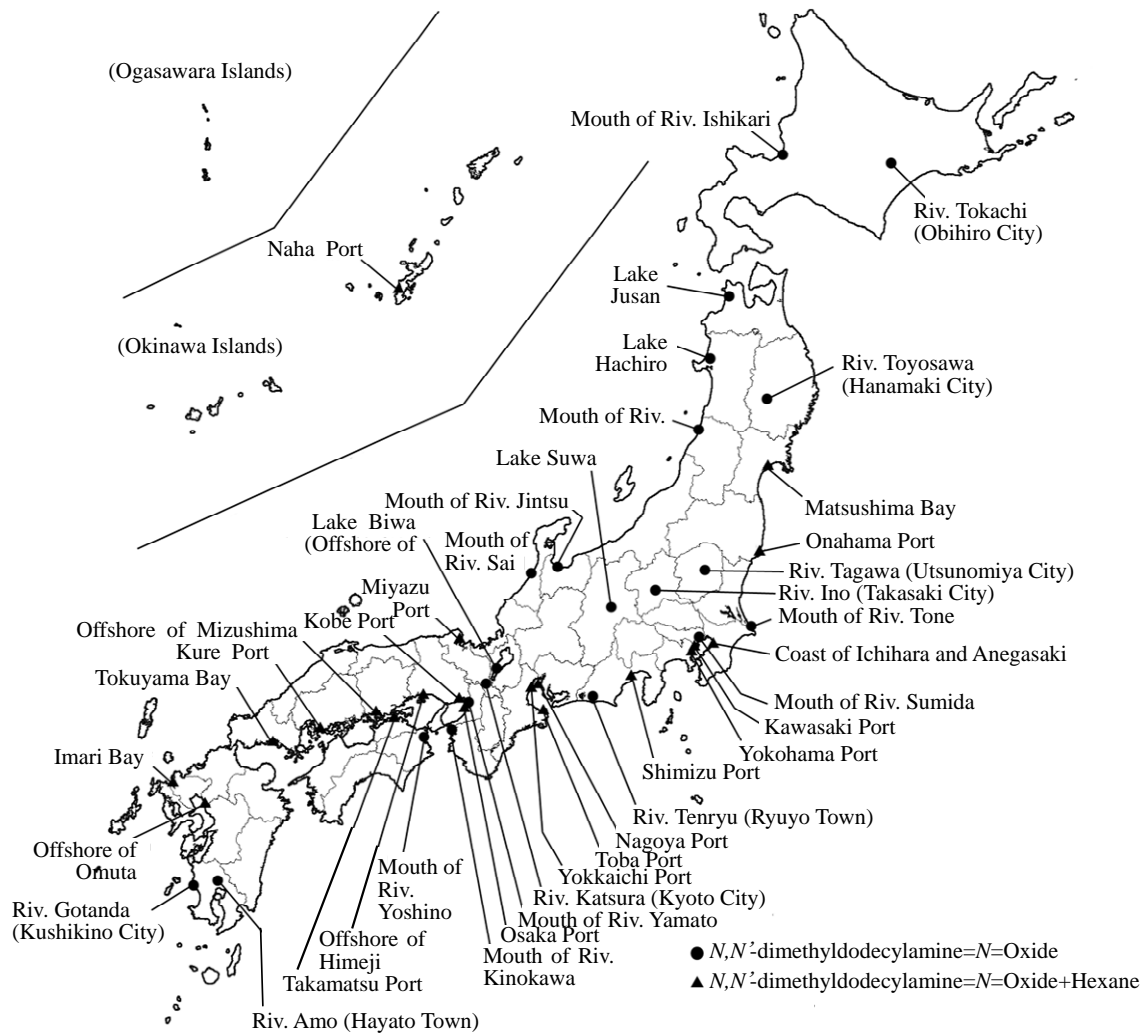 (Ogasawara Islands)
Mouth of Riv. Ishikari
Riv. Tokachi
(Obihiro City)
Naha Port
Lake
Jusan
(Okinawa Islands)
Lake
Hachiro
Riv. Toyosawa
(Hanamaki City)
Mouth of Riv.
Lake Suwa
Mouth of Riv. Jintsu
Matsushima Bay
Lake Biwa
(Offshore of
Mouth of
Riv. Sai
Onahama Port
Riv. Tagawa (Utsunomiya City)
Riv. Ino (Takasaki City)
Miyazu
Port
Mouth of Riv. Tone
Kobe Port
Offshore of Mizushima
Kure Port
Coast of Ichihara and Anegasaki
Tokuyama Bay
Mouth of Riv. Sumida
Kawasaki Port
Yokohama Port
Imari Bay
Shimizu Port
Riv. Tenryu (Ryuyo Town)
Nagoya Port
Toba Port
Yokkaichi Port
Offshore of
Omuta
Mouth of
Riv.
Yoshino
Riv. Katsura (Kyoto City)
Mouth of Riv. Yamato
Riv. Gotanda
(Kushikino City)
Osaka Port
Offshore of
Himeji
Mouth of Riv.
Kinokawa
Takamatsu Port
Riv. Amo (Hayato Town)
● N,N'-dimethyldodecylamine=N=Oxide
▲ N,N'-dimethyldodecylamine=N=Oxide+Hexane